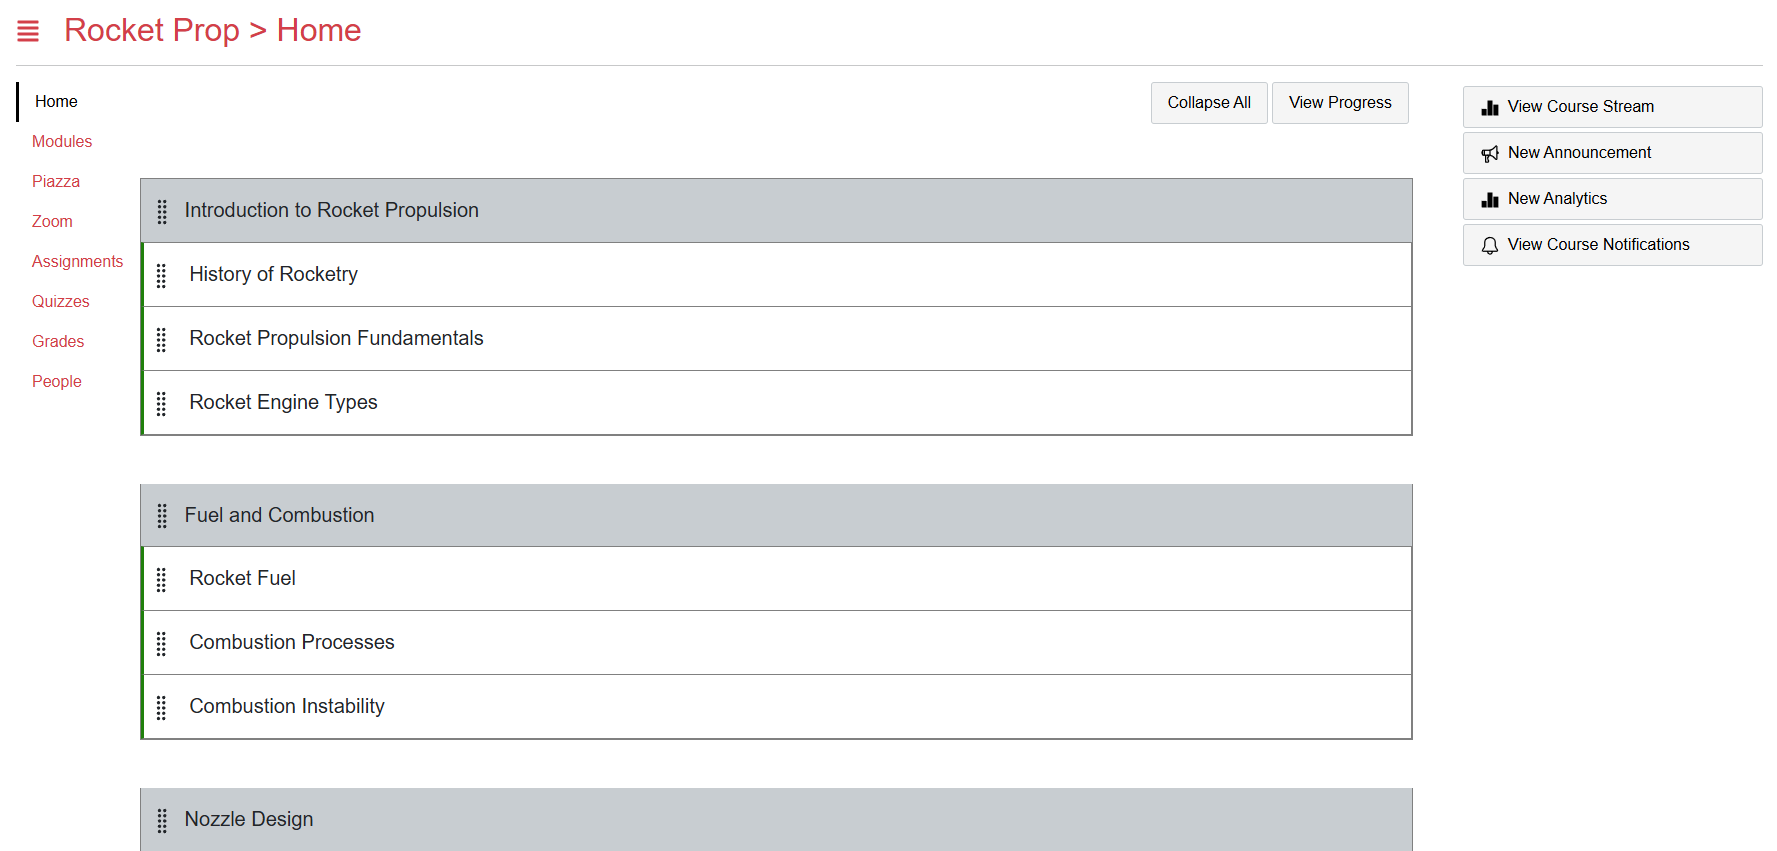 Rocket Prop > Home
Home
Modules
Piazza
Zoom
Assignments
Quizzes
Grades
People
Collapse All
View Progress
Introduction to Rocket Propulsion
History of Rocketry
Rocket Propulsion Fundamentals
Rocket Engine Types
Fuel and Combustion
Rocket Fuel
Combustion Processes
Combustion Instability
Nozzle Design
View Course Stream
New Announcement
New Analytics
View Course Notifications